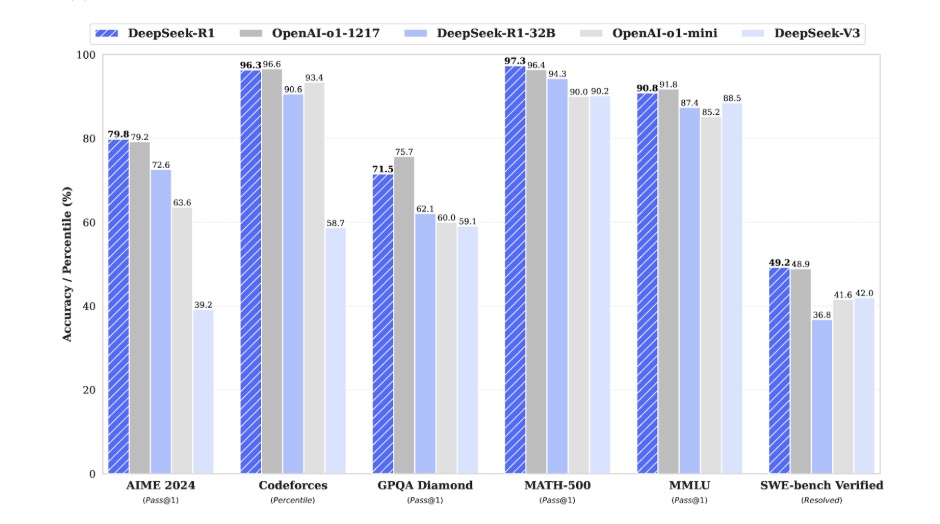 DeepSeek-R1 OpenAI-o1-1217 DeepSeek-R1-32B OpenAI-o1-mini DeepSeek-V3
Accuracy / Percentile (%)
100
80
60
40
20
0
79.8 79.2 72.6 63.6 39.2
96.3 96.6 90.6 93.4 58.7
71.5 75.7 62.1 60.0 59.1
97.3 96.4 94.3 90.0 90.2
90.8 91.8 87.4 85.2 88.5
49.2 48.9 36.8 41.6 42.0
AIME 2024 Codeforces GPQA Diamond MATH-500 MMLU SWE-bench Verified
(Pass@1) (Percentile) (Pass@1) (Pass@1) (Pass@1) (Resolved)